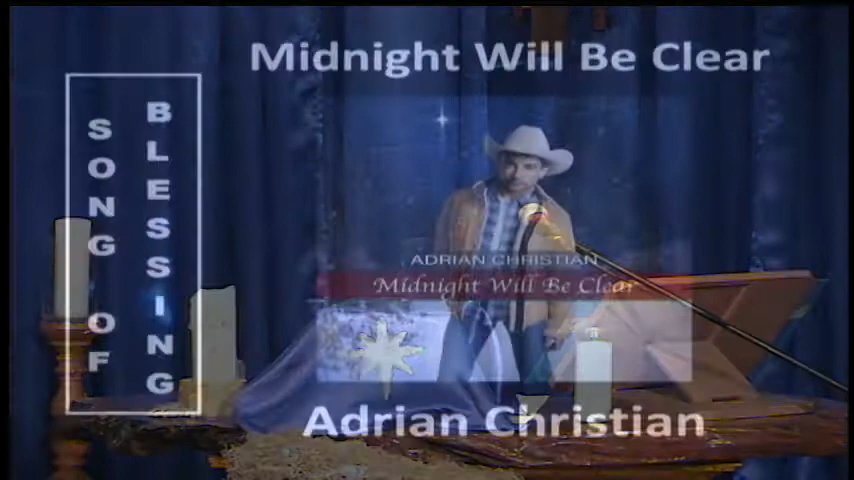 Midnight Will Be Clear
SONG OF
BLESSING
ADRIAN CHRISTIAN
Midnight Will Be Clear
Adrian Christian